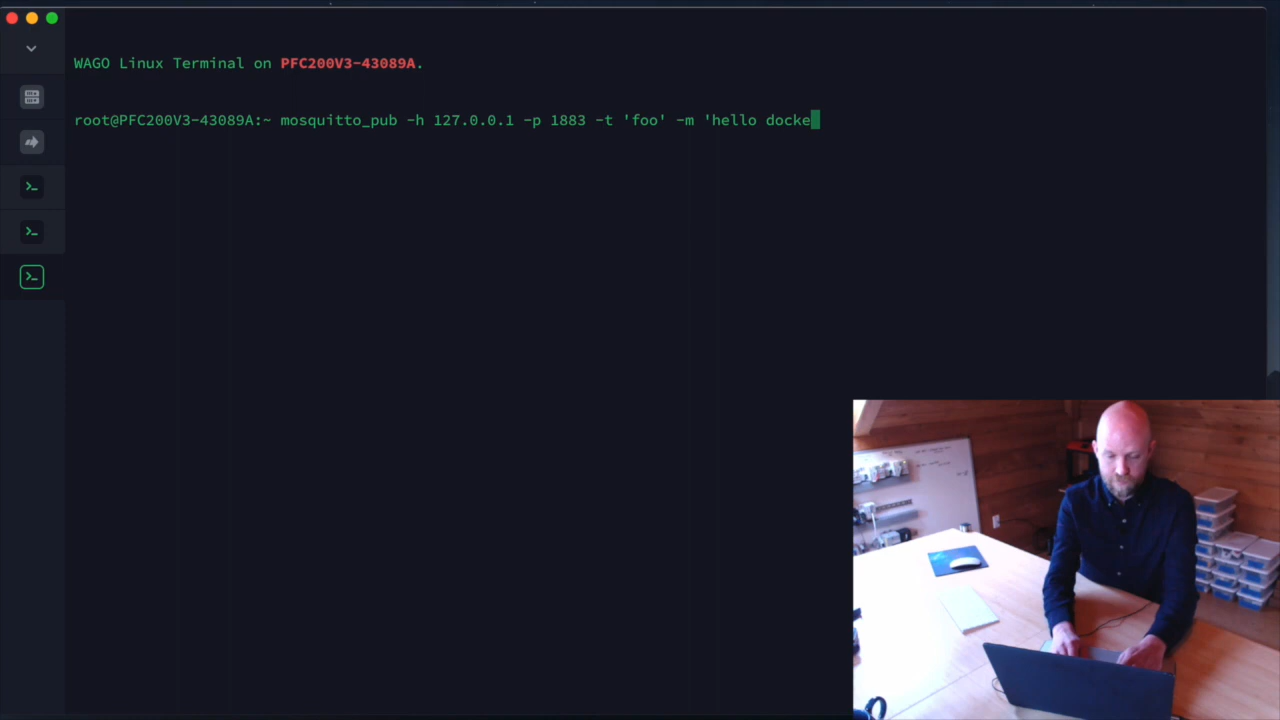 WAGO Linux Terminal on PFC200V3-43089A.
root@PFC200V3-43089A:~ mosquitto_pub -h 127.0.0.1 -p 1883 -t 'foo' -m 'hello docke